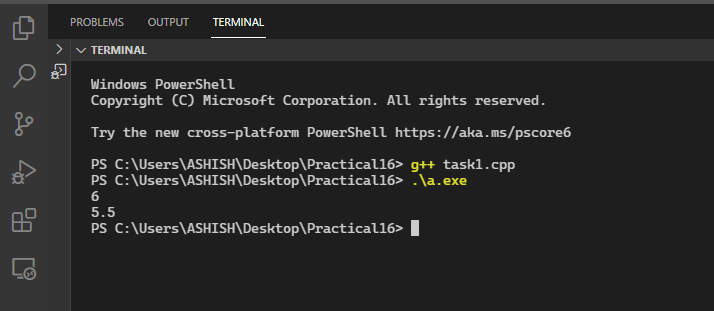 PROBLEMS OUTPUT TERMINAL
TERMINAL
Windows PowerShell
Copyright (C) Microsoft Corporation. All rights reserved.
Try the new cross-platform PowerShell https://aka.ms/pscore6
PS C:\Users\ASHISH\Desktop\Practical16> g++ task1.cpp
PS C:\Users\ASHISH\Desktop\Practical16> .\a.exe
6
5.5
PS C:\Users\ASHISH\Desktop\Practical16>